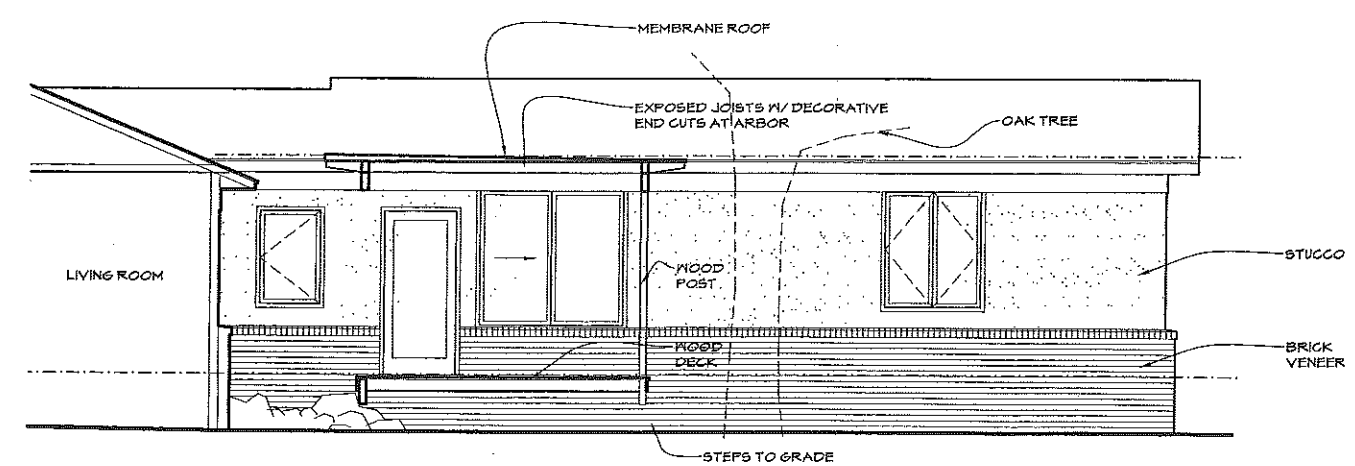 MEMBRANE ROOF
EXPOSED JOISTS W/ DECORATIVE
END CUTS AT ARBOR
OAK TREE
STUCCO
LIVING ROOM
WOOD
POST
WOOD
DECK
BRICK
VENEER
STEPS TO GRADE